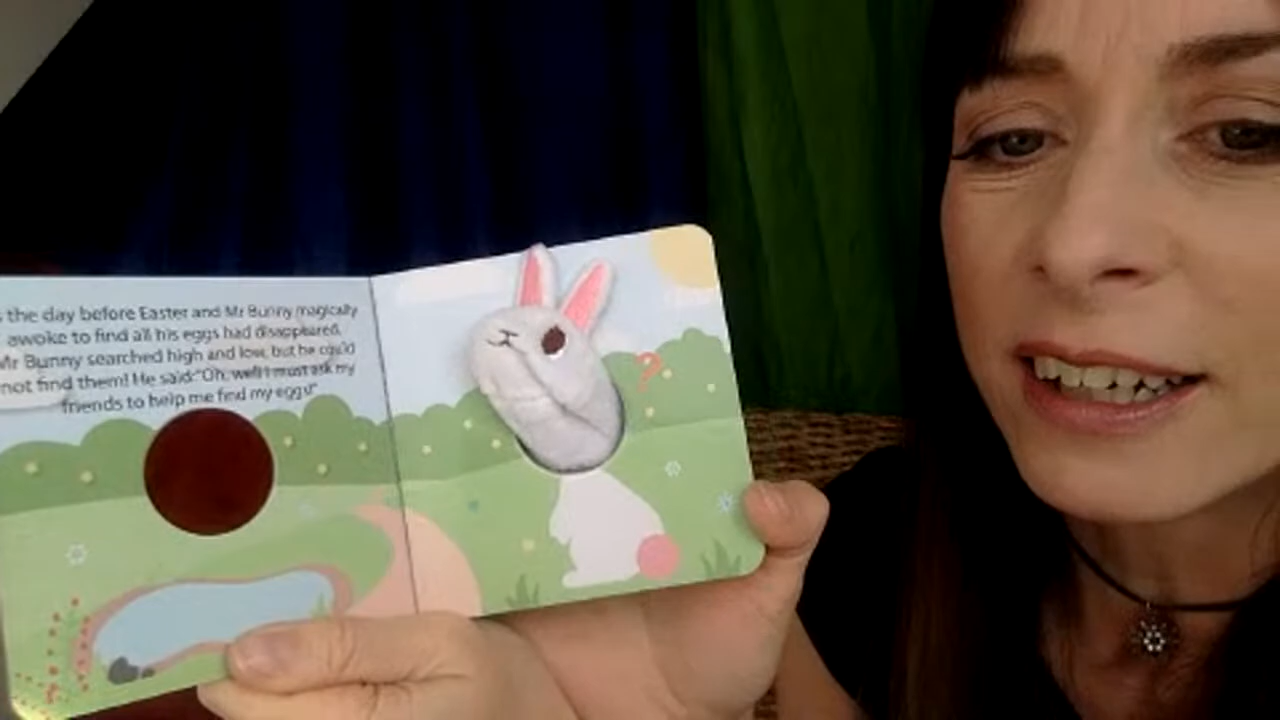 s the day before Easter and Mr Bunny magically
awoke to find all his eggs had disappeared.
Mr Bunny searched high and low, but he could
not find them! He said: "Oh, well I must ask my
friends to help me find my eggs"
?